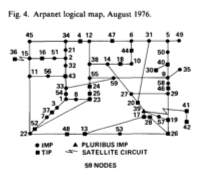 Fig. 4. Arpanet logical map, August 1976.
45 34 4 12 47 6 31 5 49
21 44 50
36 15 16 51 2 38 14 18 10 40
32 30 9 35
11 56 43 55 58
33 59 46
54 24 27 29
7 8 25 20 41
37 23 39
3 17 42
52 28 57 19
22 48 13 53 26
IMP PLURIBUS IMP
TIP SATELLITE CIRCUIT
59 NODES